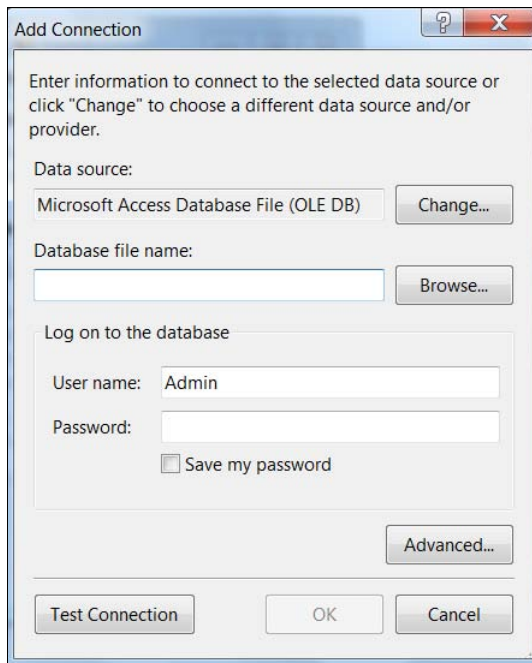 Add Connection
Enter information to connect to the selected data source or
click "Change" to choose a different data source and/or
provider.
Data source:
Microsoft Access Database File (OLE DB)
Change...
Database file name:
Browse...
Log on to the database
User name:
Admin
Password:
Save my password
Advanced...
Test Connection
OK
Cancel